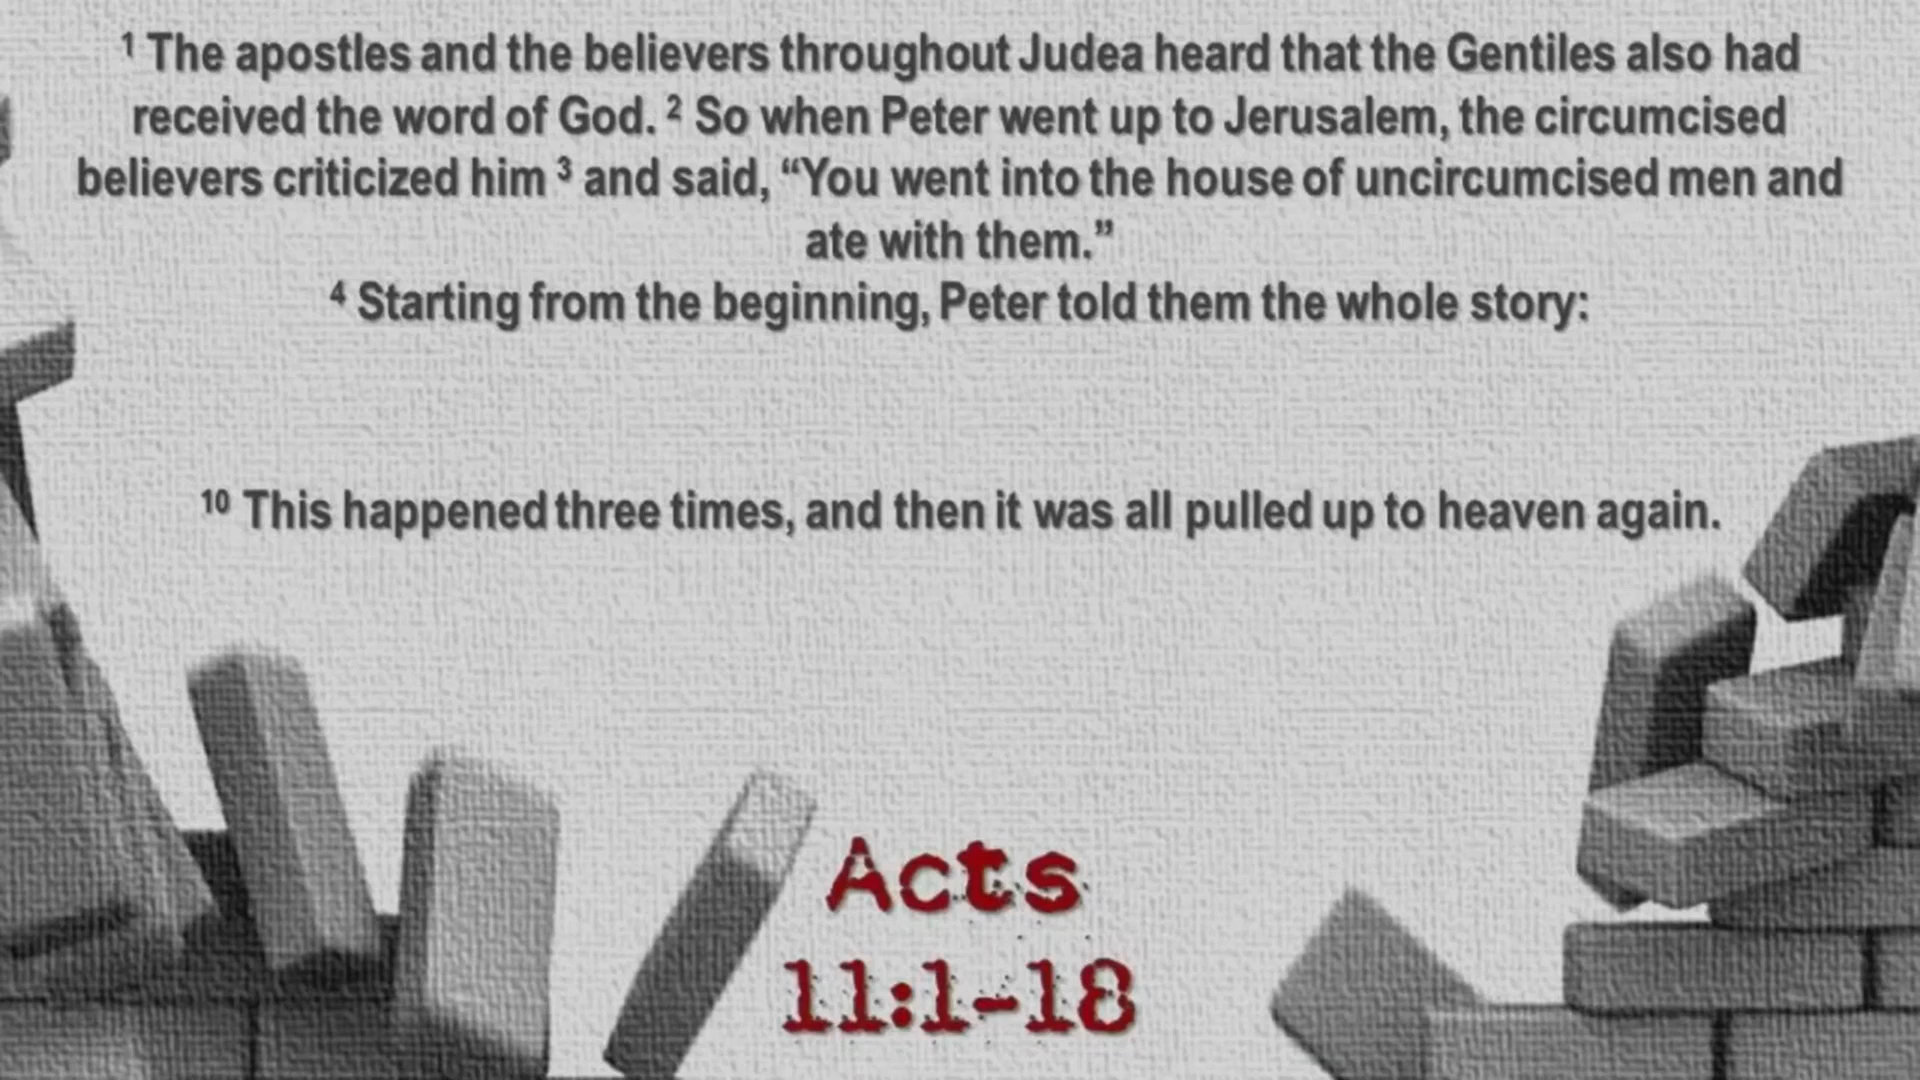 ¹ The apostles and the believers throughout Judea heard that the Gentiles also had
received the word of God. ² So when Peter went up to Jerusalem, the circumcised
believers criticized him ³ and said, “You went into the house of uncircumcised men and
ate with them.”
⁴ Starting from the beginning, Peter told them the whole story:
¹⁰ This happened three times, and then it was all pulled up to heaven again.
Acts
11:1-18